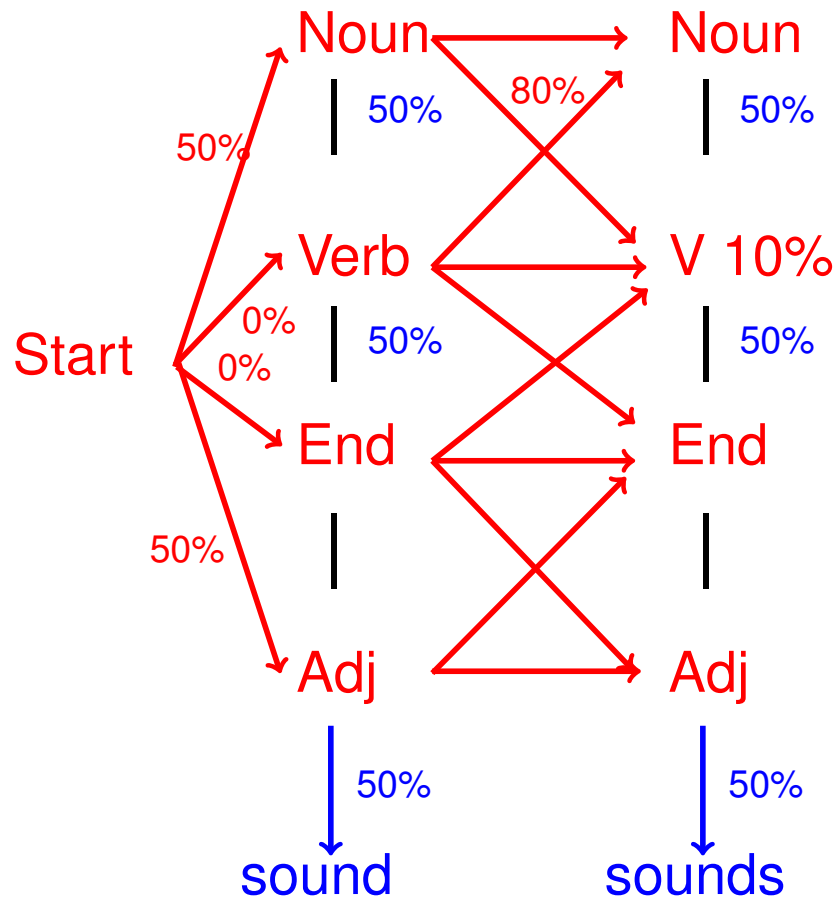 Noun Noun
80%
50% 50%
50%
Verb V 10%
0%
50% 50%
Start 0%
End End
50%
Adj Adj
50% 50%
sound sounds